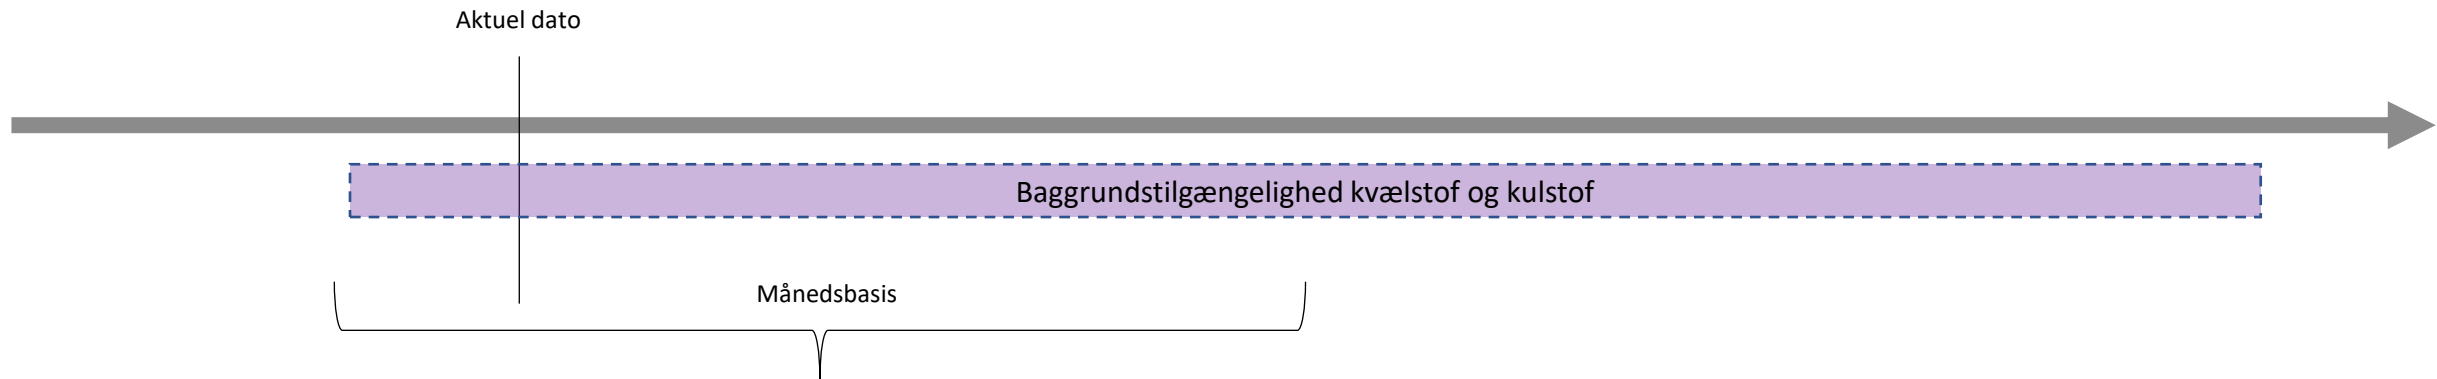 Aktuel dato
Baggrundstilgængelighed kvælstof og kulstof
Månedsbasis